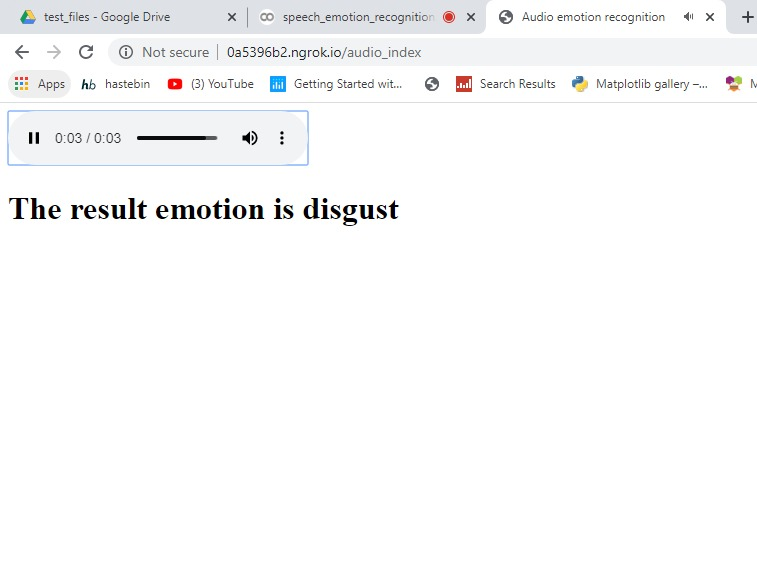 test_files - Google Drive speech_emotion_recognition Audio emotion recognition
Not secure 0a5396b2.ngrok.io/audio_index
Apps hb hastebin (3) YouTube Getting Started wit... Search Results Matplotlib gallery –... M
0:03 / 0:03
The result emotion is disgust